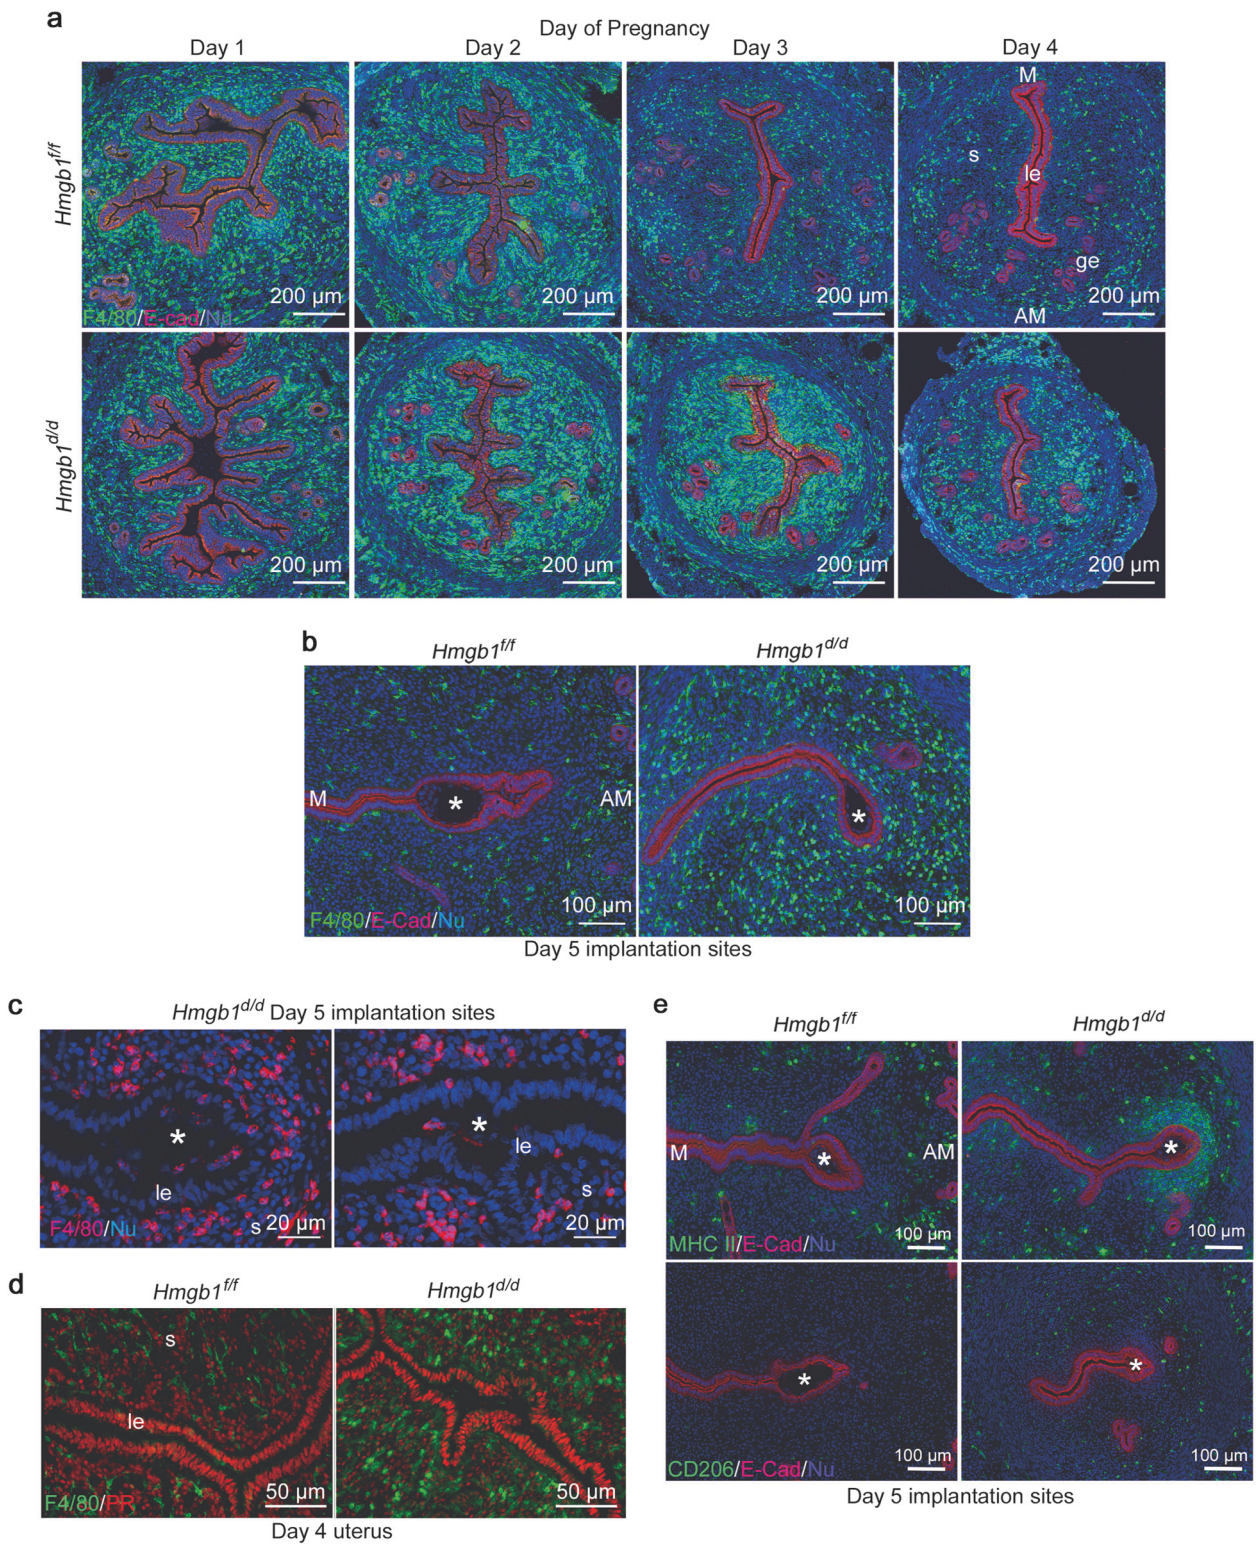 a
Day of Pregnancy
Day 1 Day 2 Day 3 Day 4
Hmgb1f/f
M
s
le
ge
AM
200 µm 200 µm 200 µm 200 µm
F4/80/E-cad/Nu
Hmgb1d/d
200 µm 200 µm 200 µm 200 µm
b
Hmgb1f/f Hmgb1d/d
M * AM *
100 µm 100 µm
F4/80/E-Cad/Nu
Day 5 implantation sites
c
Hmgb1d/d Day 5 implantation sites
* *
le le
s s
F4/80/Nu 20 µm 20 µm
d
Hmgb1f/f Hmgb1d/d
s
le
F4/80/PR 50 µm 50 µm
Day 4 uterus
e
Hmgb1f/f Hmgb1d/d
M * AM *
100 µm 100 µm
MHC II/E-Cad/Nu
* *
100 µm 100 µm
CD206/E-Cad/Nu
Day 5 implantation sites